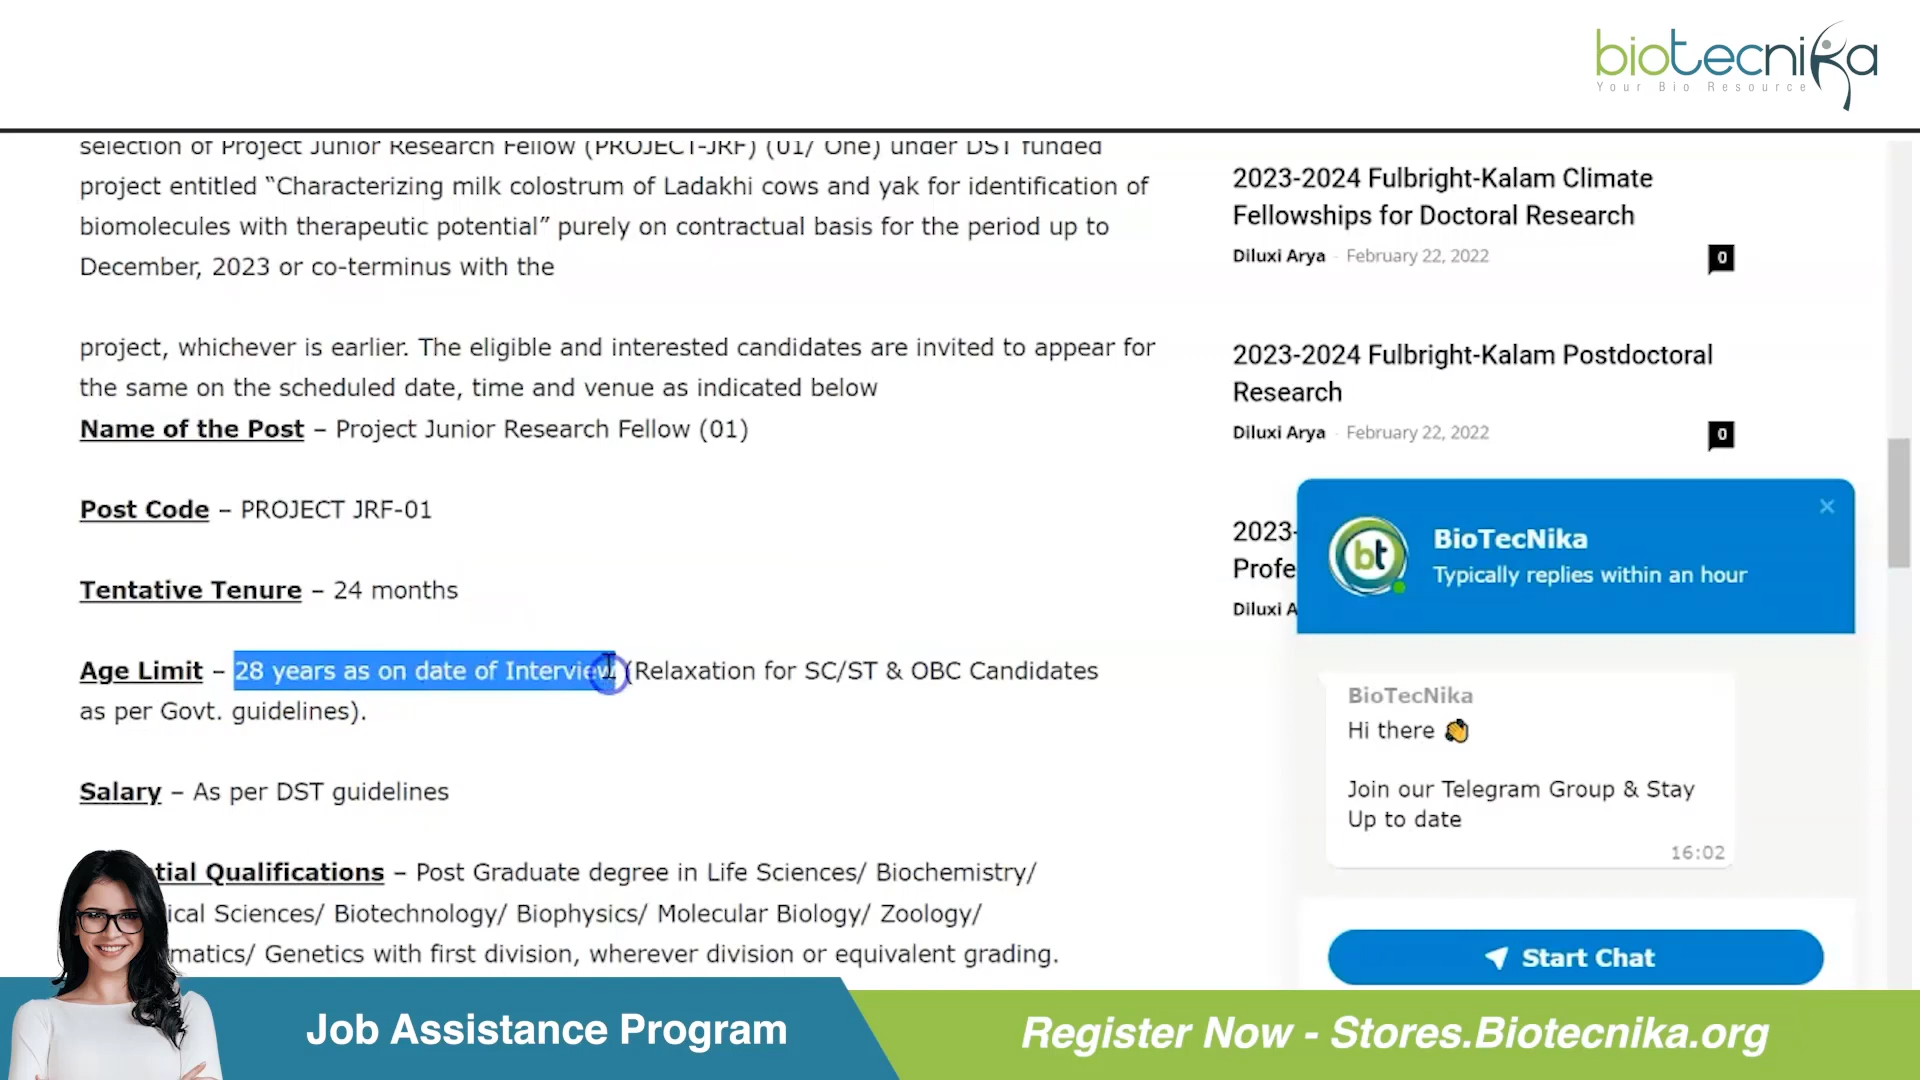 biotecnika
Your Bio Resource
selection of Project Junior Research Fellow (PROJECT-JRF) (01/ One) under DST funded
project entitled “Characterizing milk colostrum of Ladakhi cows and yak for identification of
biomolecules with therapeutic potential” purely on contractual basis for the period up to
December, 2023 or co-terminus with the
project, whichever is earlier. The eligible and interested candidates are invited to appear for
the same on the scheduled date, time and venue as indicated below
Name of the Post – Project Junior Research Fellow (01)
Post Code – PROJECT JRF-01
Tentative Tenure – 24 months
Age Limit – 28 years as on date of Interview (Relaxation for SC/ST & OBC Candidates
as per Govt. guidelines).
Salary – As per DST guidelines
tial Qualifications – Post Graduate degree in Life Sciences/ Biochemistry/
ical Sciences/ Biotechnology/ Biophysics/ Molecular Biology/ Zoology/
matics/ Genetics with first division, wherever division or equivalent grading.
2023-2024 Fulbright-Kalam Climate
Fellowships for Doctoral Research
Diluxi Arya - February 22, 2022
0
2023-2024 Fulbright-Kalam Postdoctoral
Research
Diluxi Arya - February 22, 2022
0
2023-
Profe
Diluxi A
bt
BioTecNika
Typically replies within an hour
BioTecNika
Hi there 👋
Join our Telegram Group & Stay
Up to date
16:02
Start Chat
Job Assistance Program
Register Now - Stores.Biotecnika.org